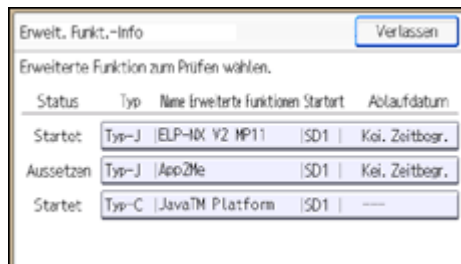 Erweit. Funkt.-Info Verlassen
Erweiterte Funktion zum Prüfen wählen.
Status Typ Name Erweiterte Funktionen Startort Ablaufdatum
Startet Typ-J |ELP-NX V2 MP11 |SD1 | Kei. Zeitbegr.
Aussetzen Typ-J |App2Me |SD1 | Kei. Zeitbegr.
Startet Typ-C |JavaTM Platform |SD1 | ---